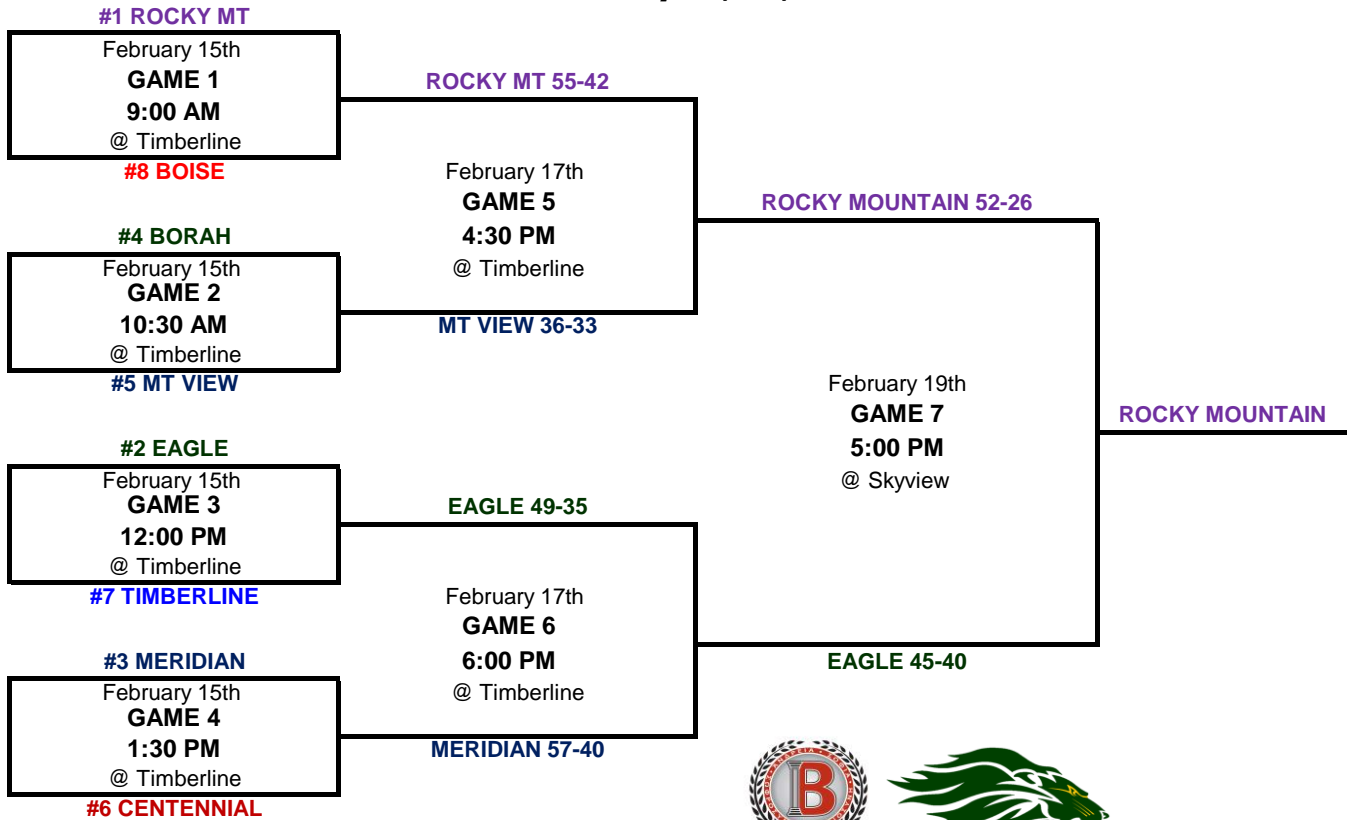 #1 ROCKY MT
February 15th
GAME 1
9:00 AM
@ Timberline
#8 BOISE
#4 BORAH
February 15th
GAME 2
10:30 AM
@ Timberline
#5 MT VIEW
#2 EAGLE
February 15th
GAME 3
12:00 PM
@ Timberline
#7 TIMBERLINE
#3 MERIDIAN
February 15th
GAME 4
1:30 PM
@ Timberline
#6 CENTENNIAL
ROCKY MT 55-42
February 17th
GAME 5
4:30 PM
@ Timberline
MT VIEW 36-33
EAGLE 49-35
February 17th
GAME 6
6:00 PM
@ Timberline
MERIDIAN 57-40
ROCKY MOUNTAIN 52-26
February 19th
GAME 7
5:00 PM
@ Skyview
EAGLE 45-40
ROCKY MOUNTAIN
B